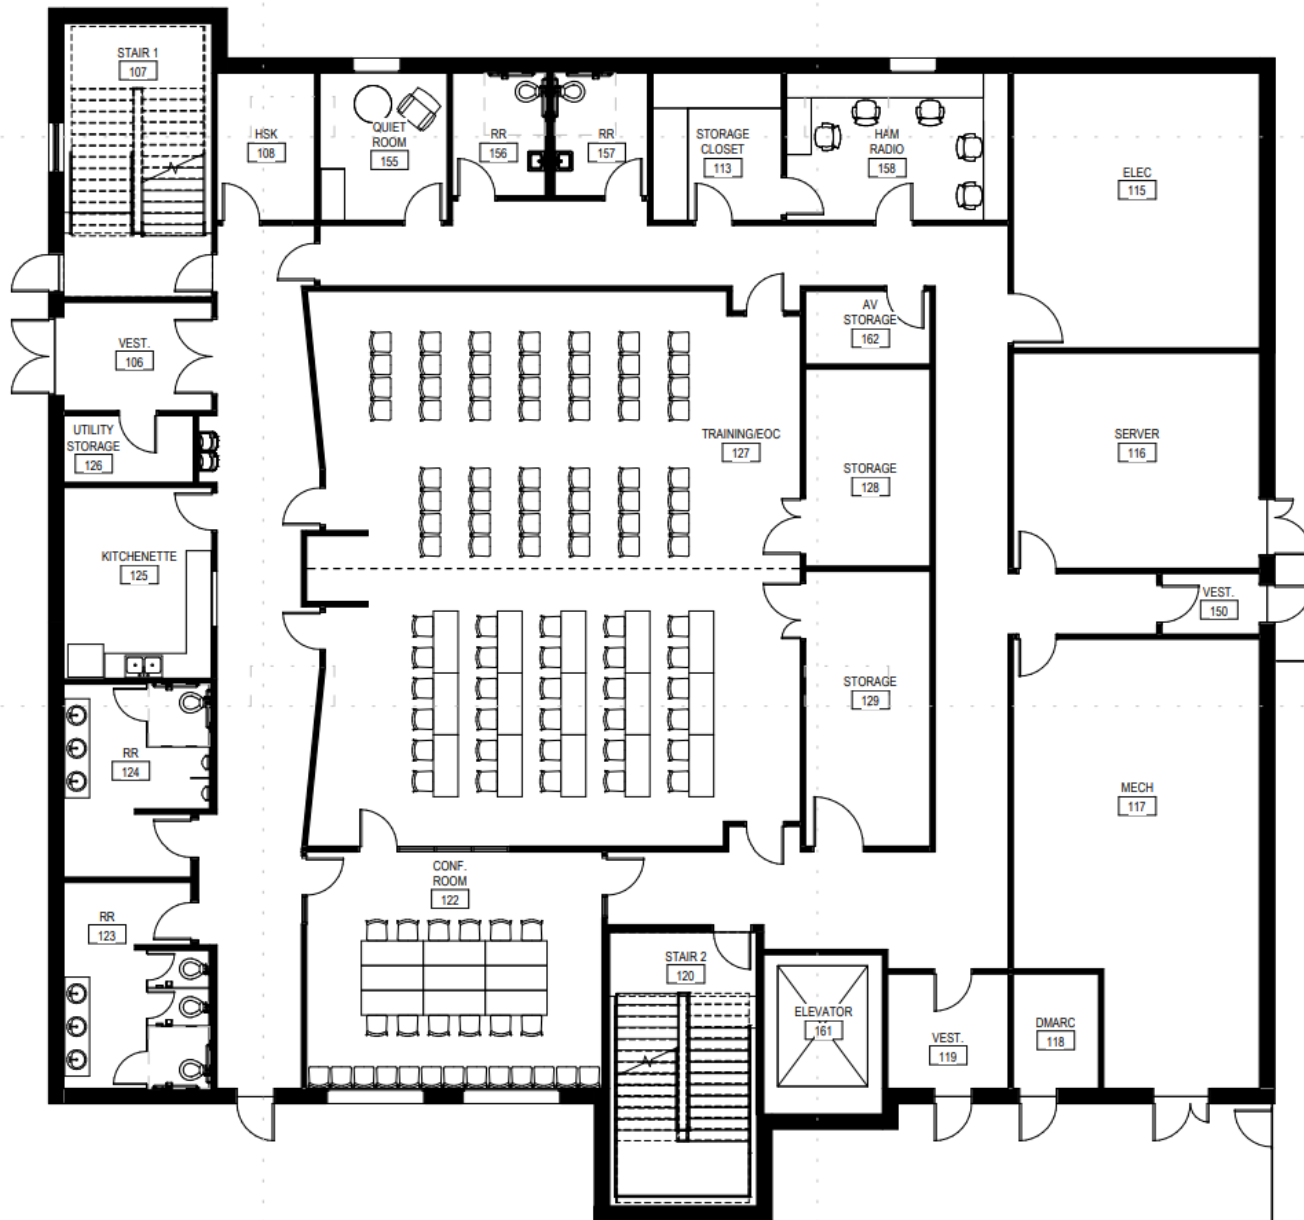 STAIR 1
107
HSK
108
QUIET
ROOM
155
RR
156
RR
157
STORAGE
CLOSET
113
HAM
RADIO
158
ELEC
115
VEST.
106
AV
STORAGE
162
UTILITY
STORAGE
126
TRAINING/EOC
127
STORAGE
128
SERVER
116
KITCHENETTE
125
VEST.
150
STORAGE
129
RR
124
MECH
117
CONF.
ROOM
122
RR
123
STAIR 2
120
ELEVATOR
161
VEST.
119
DMARC
118